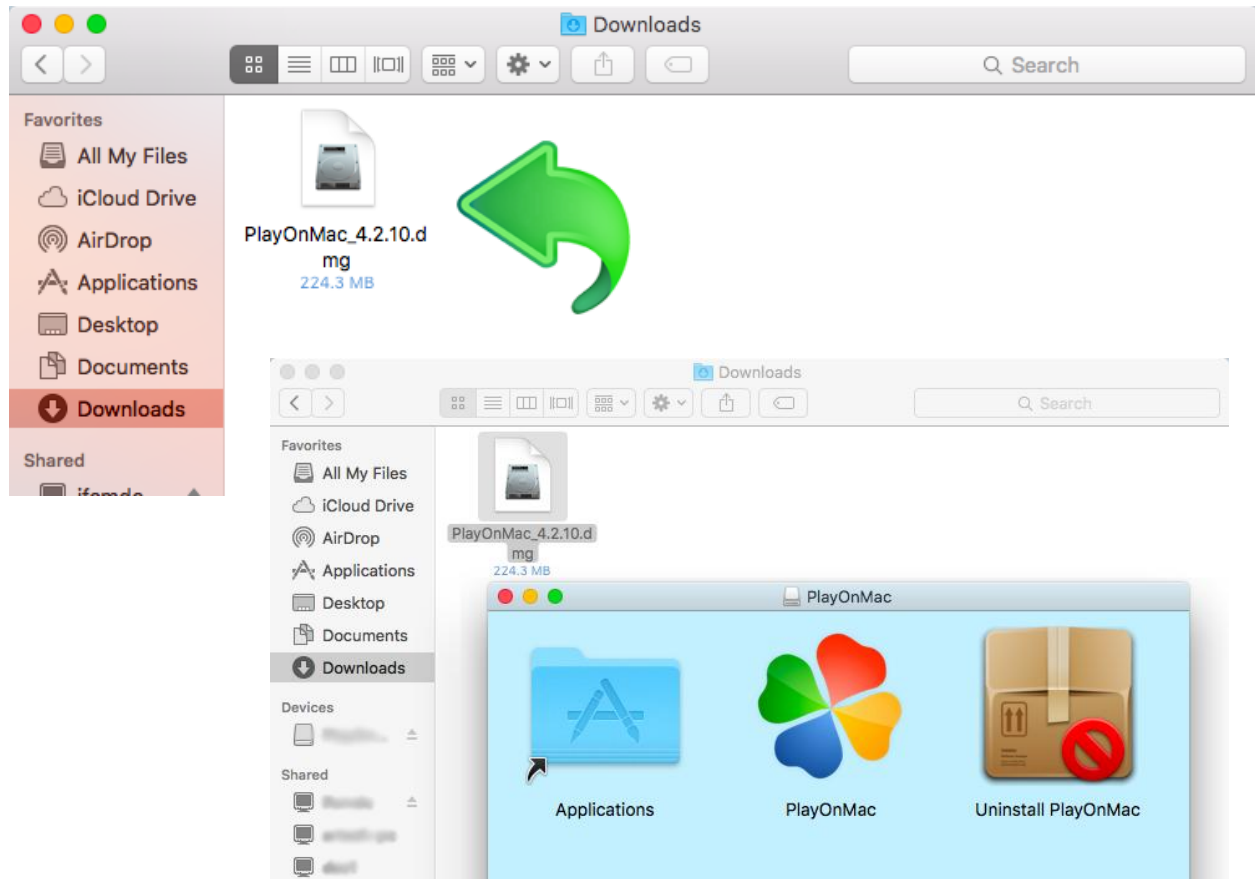 Downloads
Search
Favorites
All My Files
iCloud Drive
AirDrop
Applications
Desktop
Documents
Downloads
Shared
PlayOnMac_4.2.10.d
mg
224.3 MB
Downloads
Search
Favorites
All My Files
iCloud Drive
AirDrop
Applications
Desktop
Documents
Downloads
Devices
Shared
PlayOnMac_4.2.10.d
mg
224.3 MB
PlayOnMac
Applications
PlayOnMac
Uninstall PlayOnMac